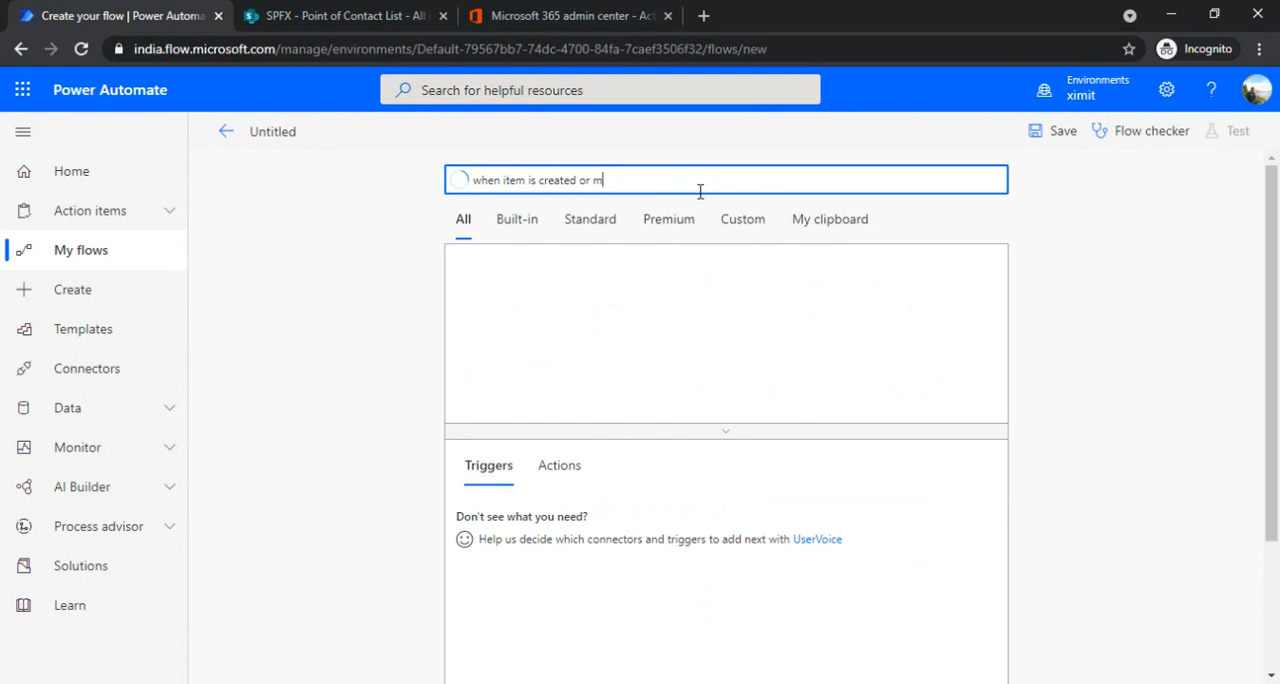 Create your flow | Power Automa
SPFX - Point of Contact List - All
Microsoft 365 admin center - Ac
india.flow.microsoft.com/manage/environments/Default-79567bb7-74dc-4700-84fa-7caef3506f32/flows/new
Incognito
Power Automate
Search for helpful resources
Environments
ximit
Untitled
Save
Flow checker
Test
Home
Action items
My flows
Create
Templates
Connectors
Data
Monitor
AI Builder
Process advisor
Solutions
Learn
when item is created or m
All
Built-in
Standard
Premium
Custom
My clipboard
Triggers
Actions
Don't see what you need?
Help us decide which connectors and triggers to add next with UserVoice